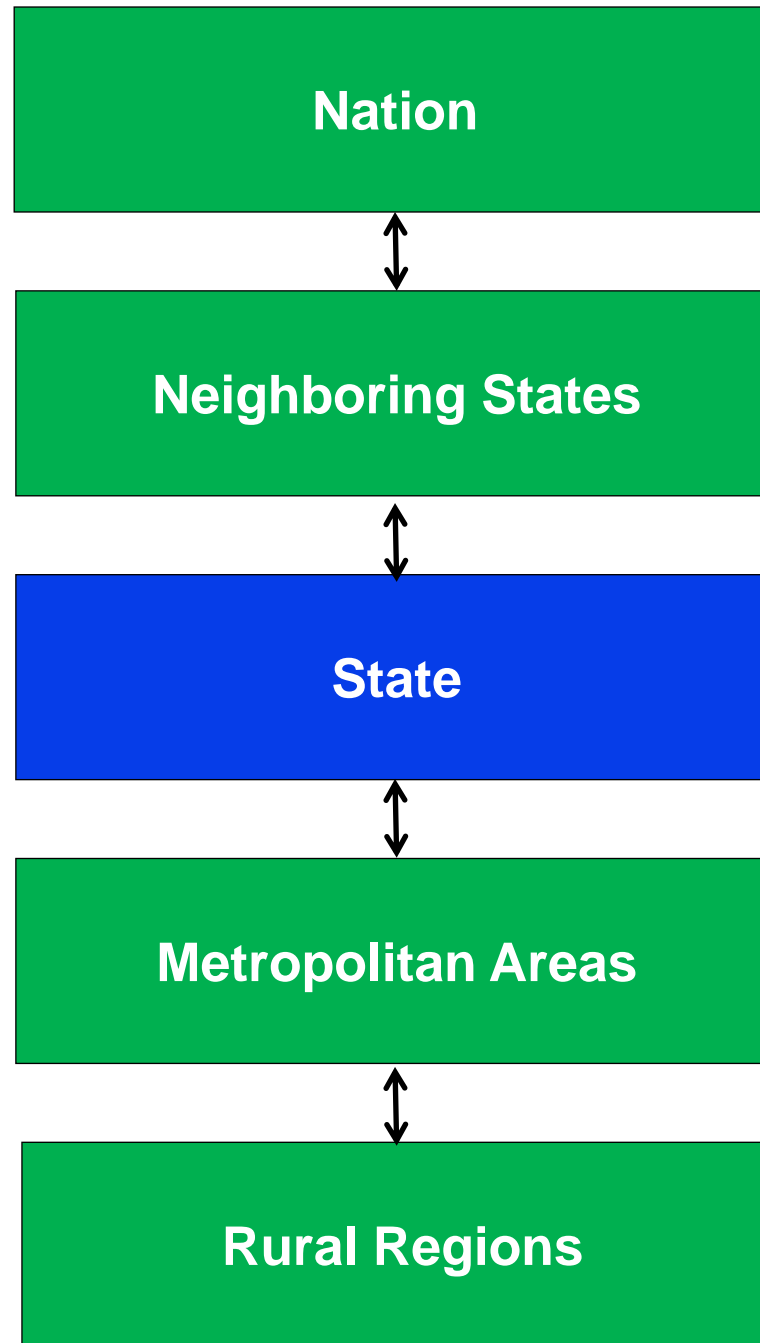 Nation
Neighboring States
State
Metropolitan Areas
Rural Regions